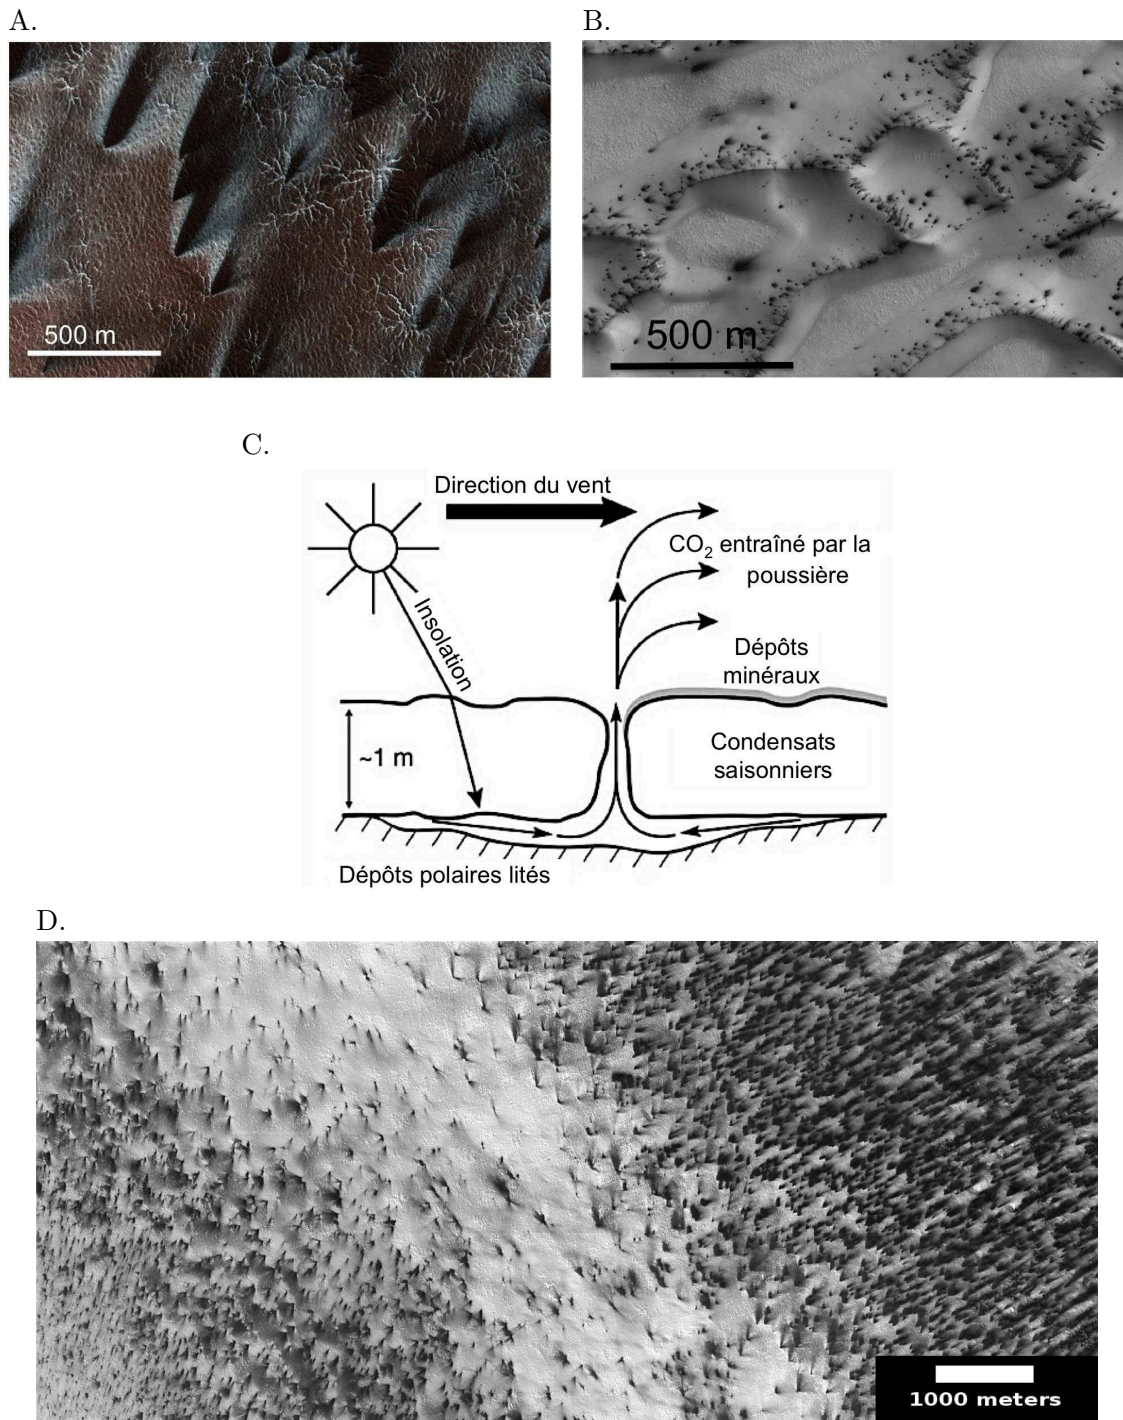 A.
B.
500 m
500 m
C.
Direction du vent
CO2 entraîné par la
poussière
Insolation
Dépôts
minéraux
~1 m
Condensats
saisonniers
Dépôts polaires lités
D.
1000 meters